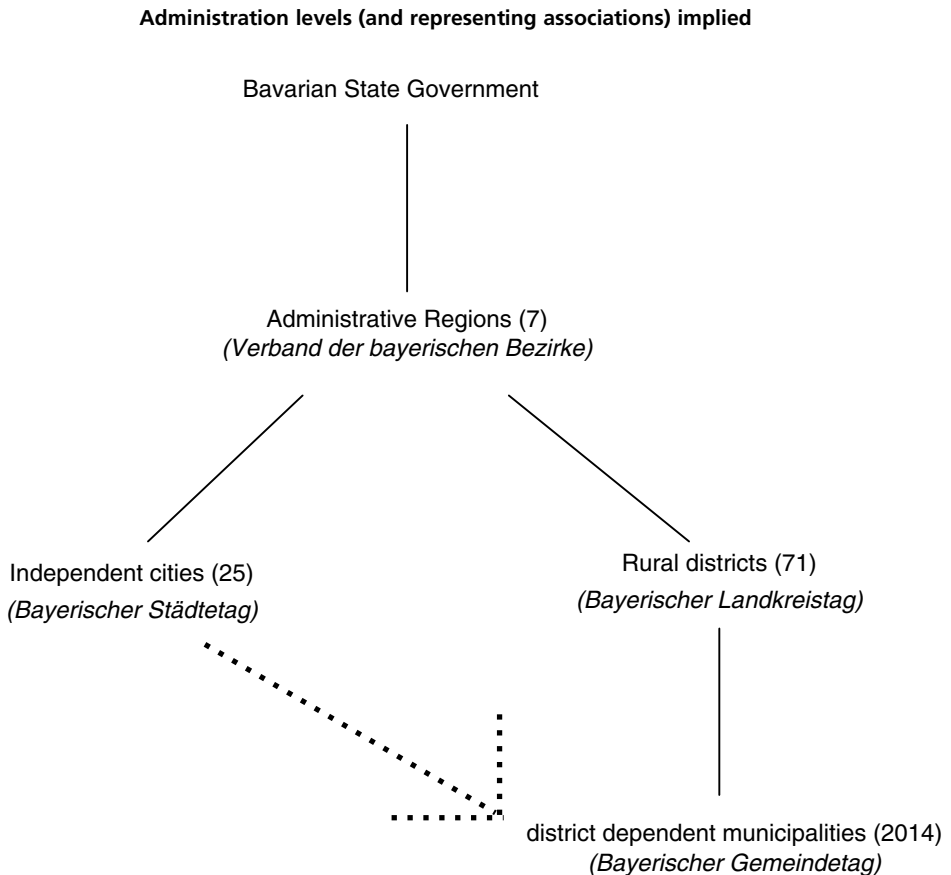 Administration levels (and representing associations) implied
Bavarian State Government
Administrative Regions (7)
(Verband der bayerischen Bezirke)
Independent cities (25)
(Bayerischer Städtetag)
Rural districts (71)
(Bayerischer Landkreistag)
district dependent municipalities (2014)
(Bayerischer Gemeindetag)